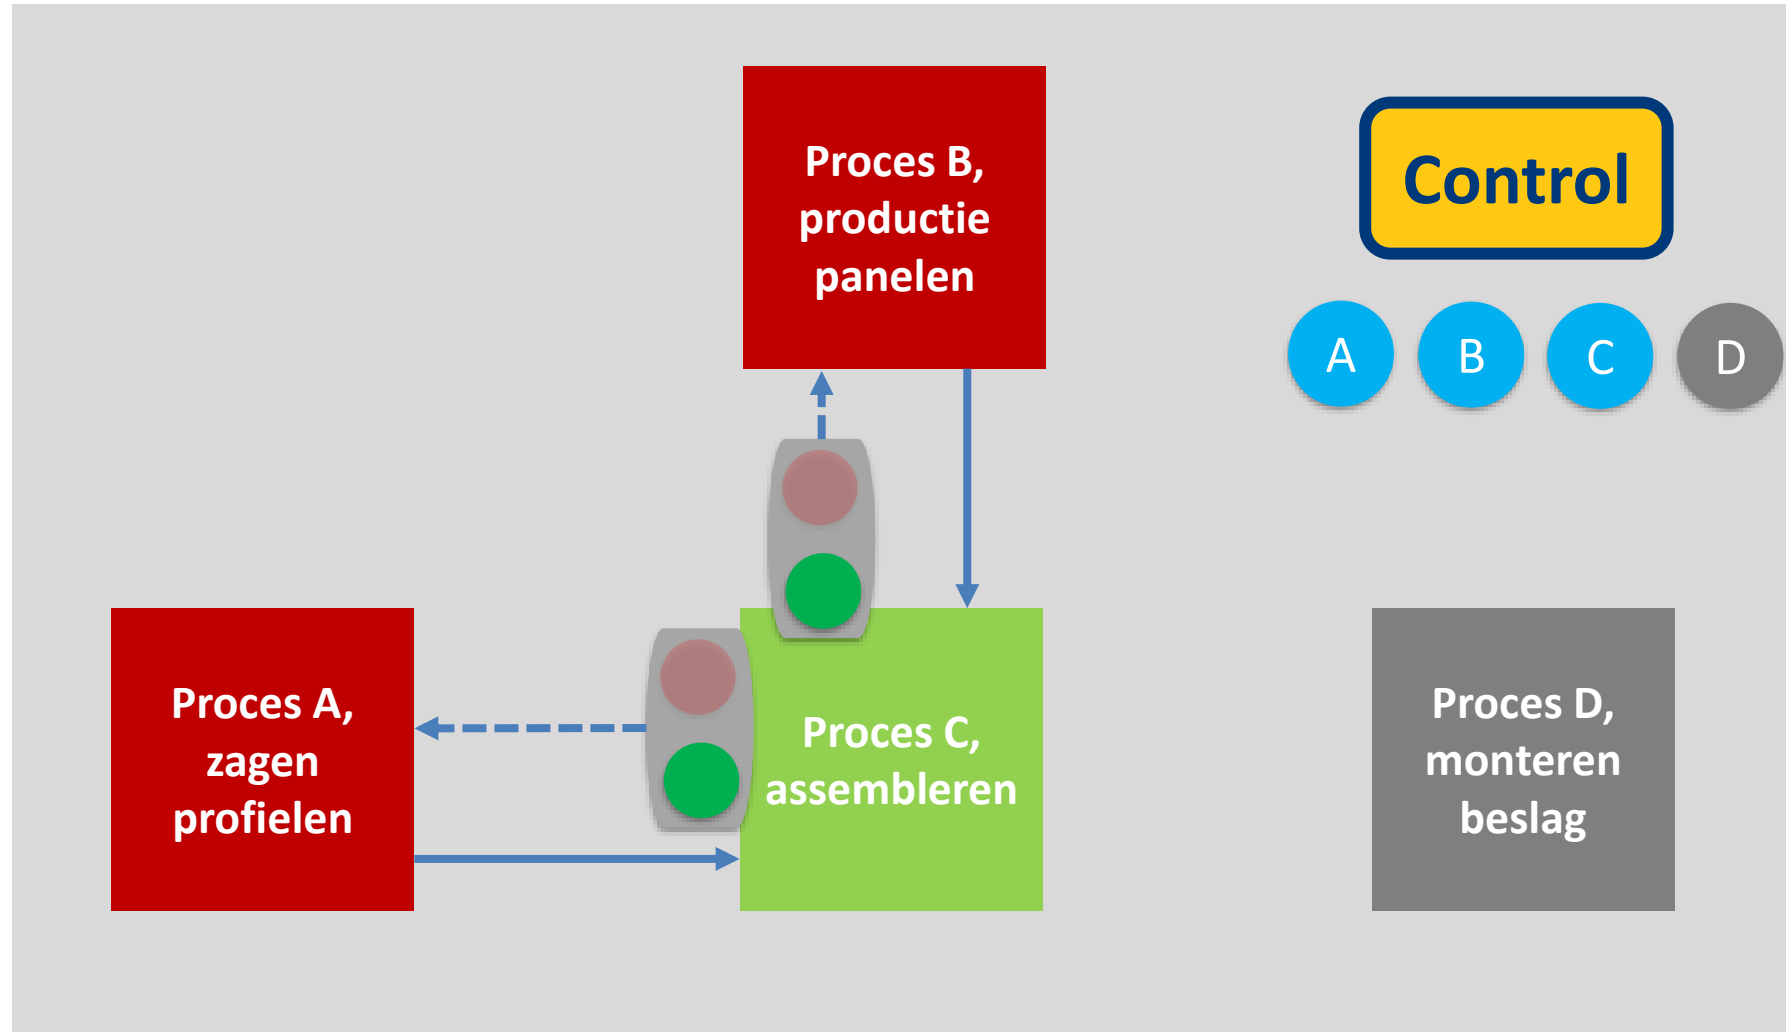 Proces B,
productie
panelen
Control
A
B
C
D
Proces A,
zagen
profielen
Proces C,
assembleren
Proces D,
monteren
beslag